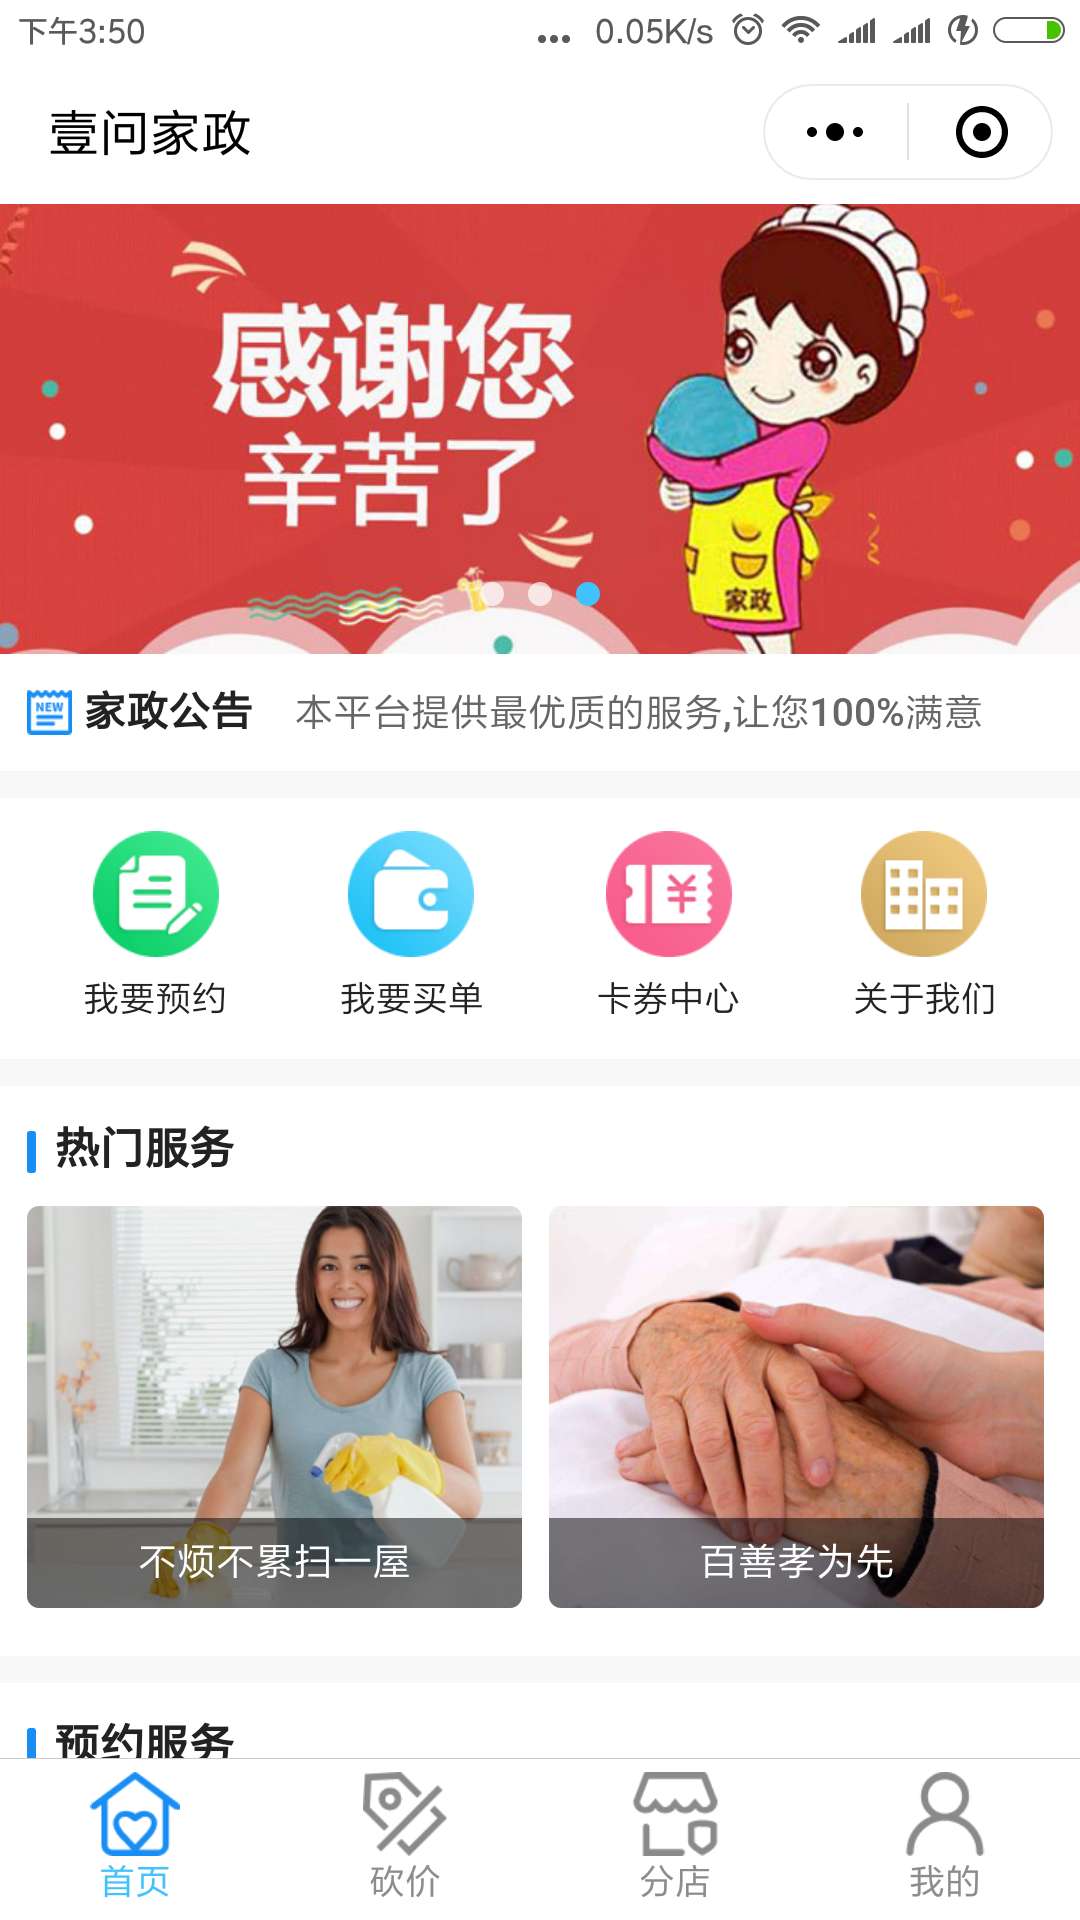 下午3:50
0.05K/s
壹问家政
感谢您
辛苦了
家政
NEW
家政公告
本平台提供最优质的服务,让您100%满意
我要预约
我要买单
卡券中心
关于我们
热门服务
不烦不累扫一屋
百善孝为先
预约服务
首页
砍价
分店
我的